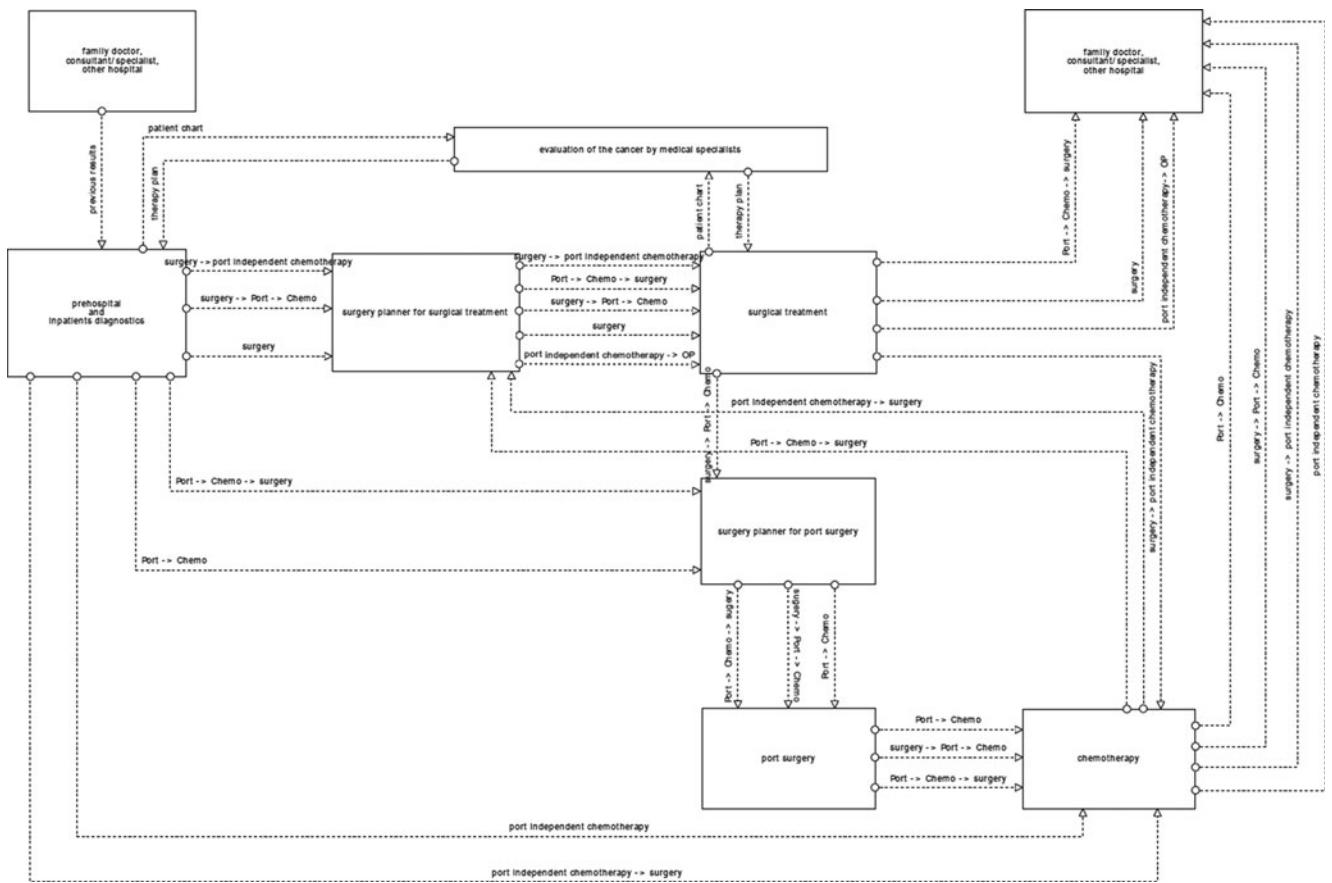 family doctor,
consultant/specialist,
other hospital
family doctor,
consultant/specialist,
other hospital
patient chart
evaluation of the cancer by medical specialists
previous results
therapy plan
patient chart
therapy plan
Port -> Chemo -> surgery
surgery
port independent chemotherapy-> OP
Port -> Chemo
surgery -> Port -> Chemo
surgery -> port independent chemotherapy
port independent chemotherapy
prehospital
and
inpatients diagnostics
surgery -> port independent chemotherapy
surgery -> Port -> Chemo
surgery
surgery planner for surgical treatment
surgery -> port independent chemotherapy
Port -> Chemo -> surgery
surgery -> Port -> Chemo
surgery
port independent chemotherapy -> OP
surgical treatment
surgery -> Port -> Chemo
surgery -> port independent chemotherapy
port independent chemotherapy -> surgery
Port -> Chemo -> surgery
Port -> Chemo -> surgery
Port -> Chemo
surgery planner for port surgery
Port -> Chemo -> sugery
sugery -> Port -> Chemo
Port -> Chemo
port surgery
Port -> Chemo
surgery -> Port -> Chemo
Port -> Chemo -> surgery
chemotherapy
port independent chemotherapy
port independent chemotherapy -> surgery